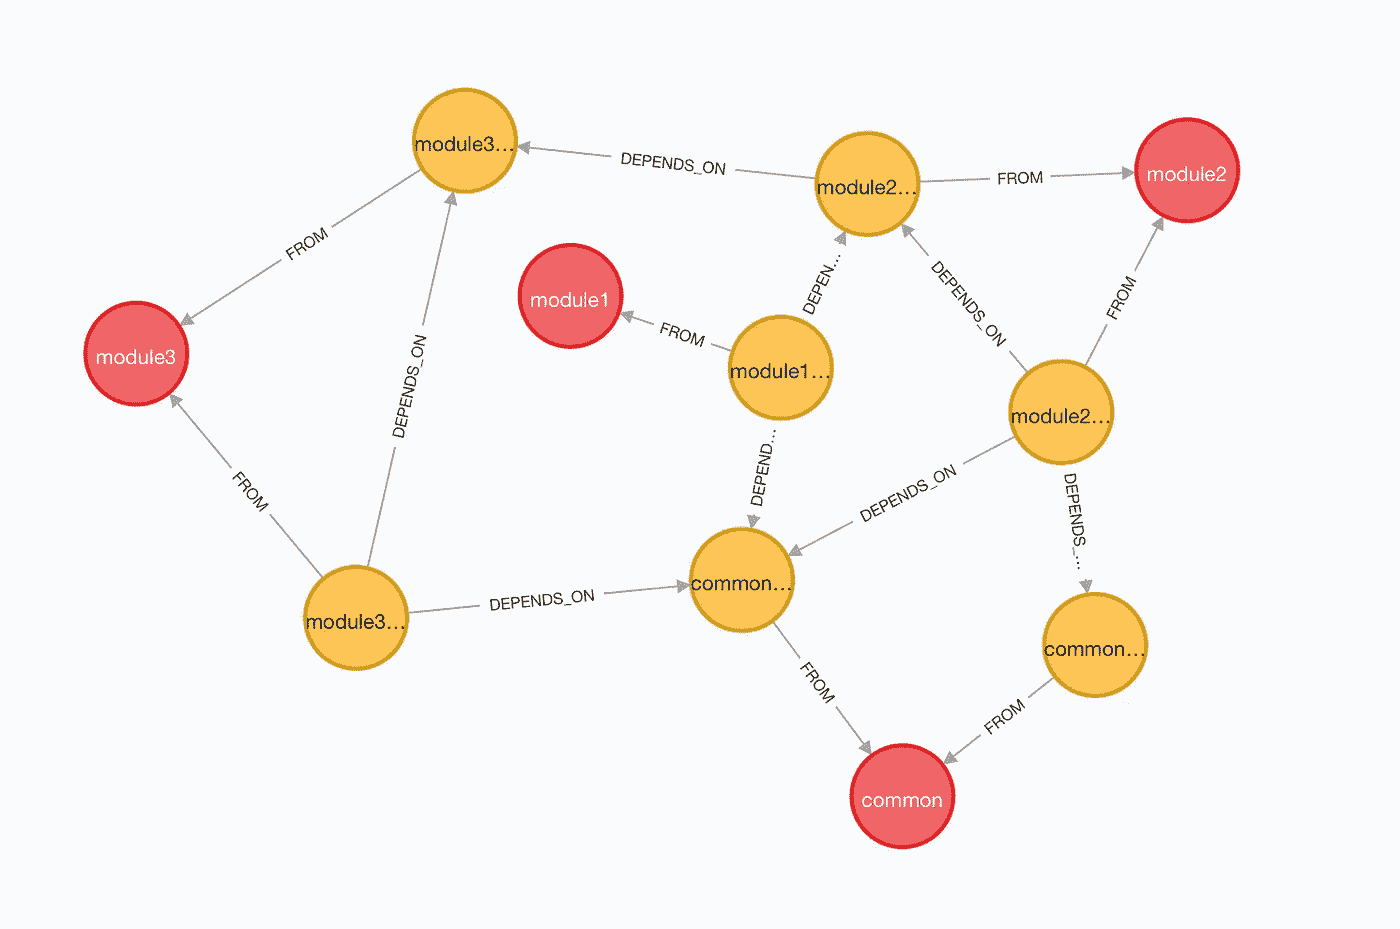 module3...
DEPENDS_ON
module2...
FROM
module2
FROM
DEPEN...
DEPENDS_ON
FROM
module1
FROM
module3
module1...
DEPENDS_ON
module2...
DEPEND...
DEPENDS_ON
FROM
DEPENDS_...
common...
DEPENDS_ON
module3...
common...
FROM
FROM
common